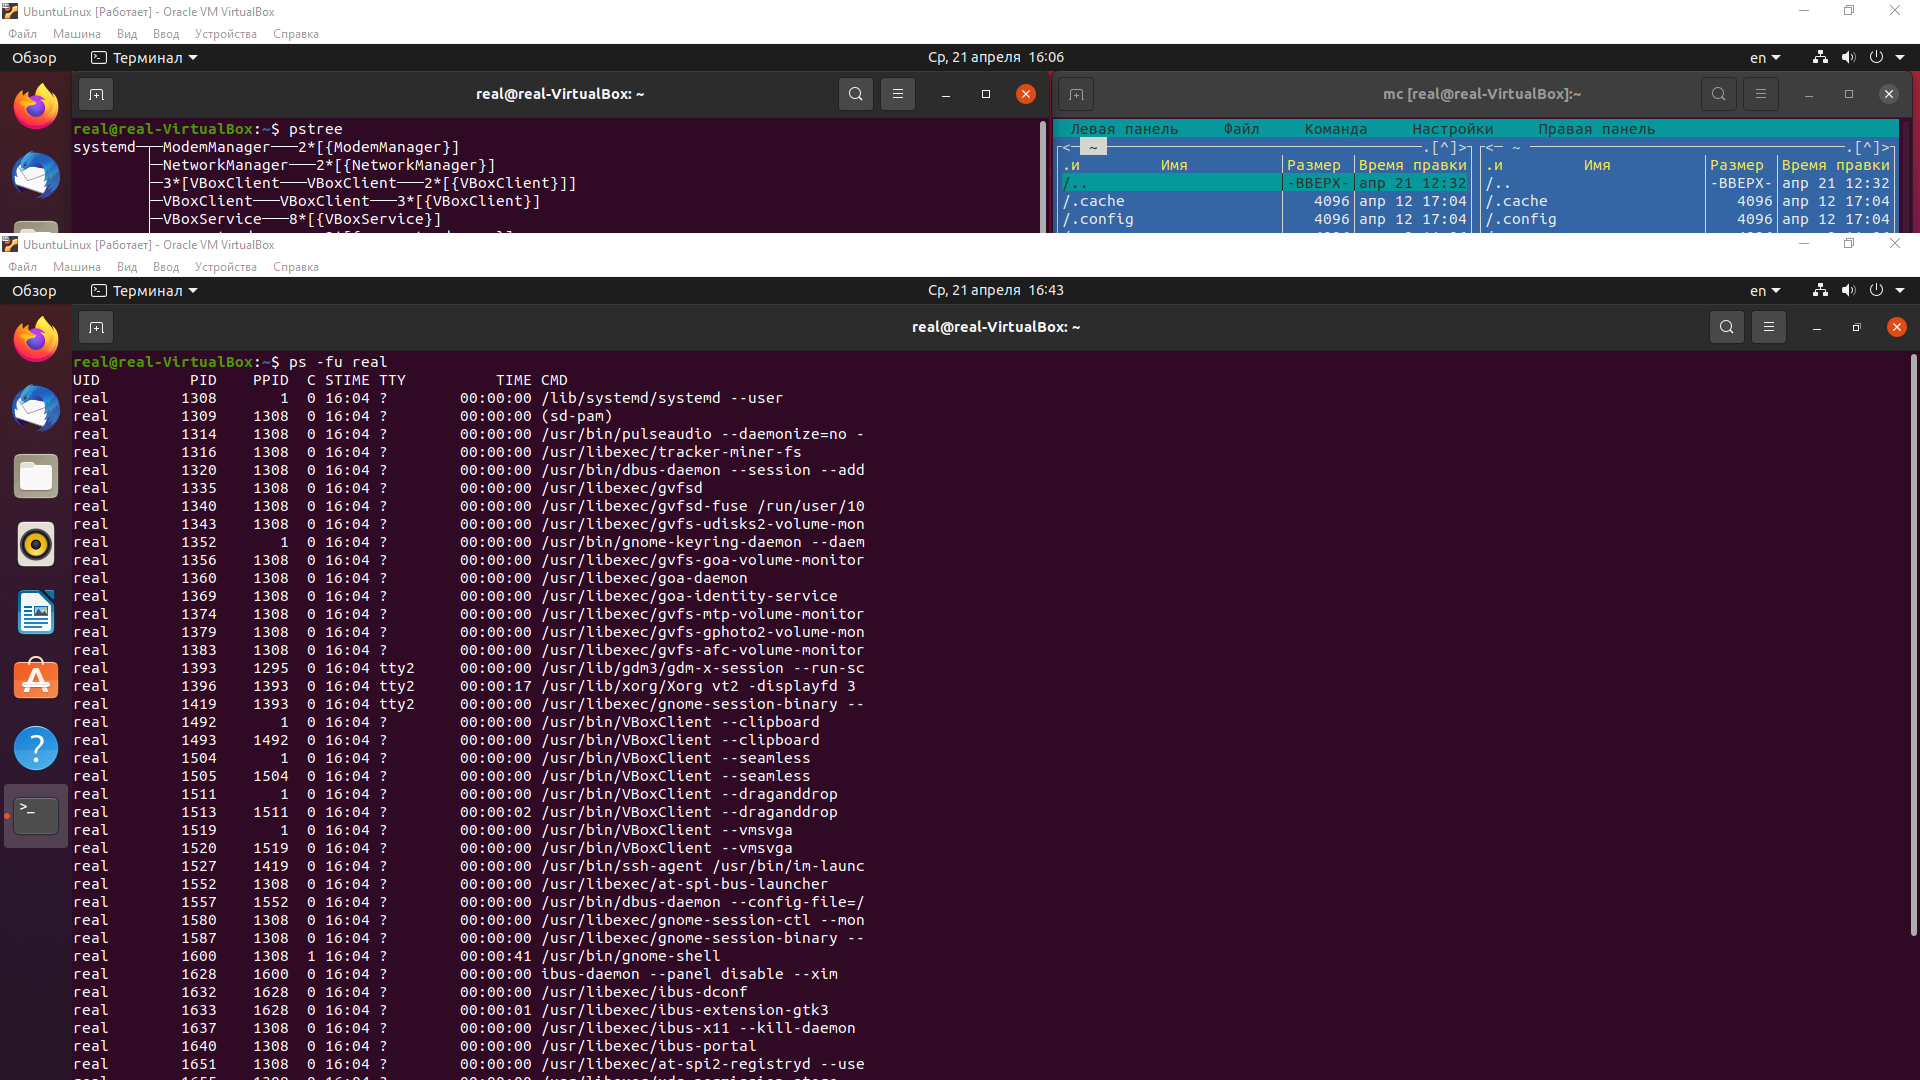 UbuntuLinux [Работает] - Oracle VM VirtualBox
Файл Машина Вид Ввод Устройства Справка
Обзор Терминал Ср, 21 апреля 16:06 en
real@real-VirtualBox: ~
mc [real@real-VirtualBox]:~
real@real-VirtualBox:~$ pstree
systemd─┬─ModemManager───2*[{ModemManager}]
├─NetworkManager───2*[{NetworkManager}]
├─3*[VBoxClient───VBoxClient───2*[{VBoxClient}]]
├─VBoxClient───VBoxClient───3*[{VBoxClient}]
├─VBoxService───8*[{VBoxService}]
Левая панель Файл Команда Настройки Правая панель
<─ ~ ─.[^]>
.и Имя Размер Время правки
/.. -ВВЕРХ- апр 21 12:32
/.cache 4096 апр 12 17:04
/.config 4096 апр 12 17:04
<─ ~ ─.[^]>
.и Имя Размер Время правки
/.. -ВВЕРХ- апр 21 12:32
/.cache 4096 апр 12 17:04
/.config 4096 апр 12 17:04
UbuntuLinux [Работает] - Oracle VM VirtualBox
Файл Машина Вид Ввод Устройства Справка
Обзор Терминал Ср, 21 апреля 16:43 en
real@real-VirtualBox: ~
real@real-VirtualBox:~$ ps -fu real
UID PID PPID C STIME TTY TIME CMD
real 1308 1 0 16:04 ? 00:00:00 /lib/systemd/systemd --user
real 1309 1308 0 16:04 ? 00:00:00 (sd-pam)
real 1314 1308 0 16:04 ? 00:00:00 /usr/bin/pulseaudio --daemonize=no -
real 1316 1308 0 16:04 ? 00:00:00 /usr/libexec/tracker-miner-fs
real 1320 1308 0 16:04 ? 00:00:00 /usr/bin/dbus-daemon --session --add
real 1335 1308 0 16:04 ? 00:00:00 /usr/libexec/gvfsd
real 1340 1308 0 16:04 ? 00:00:00 /usr/libexec/gvfsd-fuse /run/user/10
real 1343 1308 0 16:04 ? 00:00:00 /usr/libexec/gvfs-udisks2-volume-mon
real 1352 1 0 16:04 ? 00:00:00 /usr/bin/gnome-keyring-daemon --daem
real 1356 1308 0 16:04 ? 00:00:00 /usr/libexec/gvfs-goa-volume-monitor
real 1360 1308 0 16:04 ? 00:00:00 /usr/libexec/goa-daemon
real 1369 1308 0 16:04 ? 00:00:00 /usr/libexec/goa-identity-service
real 1374 1308 0 16:04 ? 00:00:00 /usr/libexec/gvfs-mtp-volume-monitor
real 1379 1308 0 16:04 ? 00:00:00 /usr/libexec/gvfs-gphoto2-volume-mon
real 1383 1308 0 16:04 ? 00:00:00 /usr/libexec/gvfs-afc-volume-monitor
real 1393 1295 0 16:04 tty2 00:00:00 /usr/lib/gdm3/gdm-x-session --run-sc
real 1396 1393 0 16:04 tty2 00:00:17 /usr/lib/xorg/Xorg vt2 -displayfd 3
real 1419 1393 0 16:04 tty2 00:00:00 /usr/libexec/gnome-session-binary --
real 1492 1 0 16:04 ? 00:00:00 /usr/bin/VBoxClient --clipboard
real 1493 1492 0 16:04 ? 00:00:00 /usr/bin/VBoxClient --clipboard
real 1504 1 0 16:04 ? 00:00:00 /usr/bin/VBoxClient --seamless
real 1505 1504 0 16:04 ? 00:00:00 /usr/bin/VBoxClient --seamless
real 1511 1 0 16:04 ? 00:00:00 /usr/bin/VBoxClient --draganddrop
real 1513 1511 0 16:04 ? 00:00:02 /usr/bin/VBoxClient --draganddrop
real 1519 1 0 16:04 ? 00:00:00 /usr/bin/VBoxClient --vmsvga
real 1520 1519 0 16:04 ? 00:00:00 /usr/bin/VBoxClient --vmsvga
real 1527 1419 0 16:04 ? 00:00:00 /usr/bin/ssh-agent /usr/bin/im-launc
real 1552 1308 0 16:04 ? 00:00:00 /usr/libexec/at-spi-bus-launcher
real 1557 1552 0 16:04 ? 00:00:00 /usr/bin/dbus-daemon --config-file=/
real 1580 1308 0 16:04 ? 00:00:00 /usr/libexec/gnome-session-ctl --mon
real 1587 1308 0 16:04 ? 00:00:00 /usr/libexec/gnome-session-binary --
real 1600 1308 1 16:04 ? 00:00:41 /usr/bin/gnome-shell
real 1628 1600 0 16:04 ? 00:00:00 ibus-daemon --panel disable --xim
real 1632 1628 0 16:04 ? 00:00:00 /usr/libexec/ibus-dconf
real 1633 1628 0 16:04 ? 00:00:01 /usr/libexec/ibus-extension-gtk3
real 1637 1308 0 16:04 ? 00:00:00 /usr/libexec/ibus-x11 --kill-daemon
real 1640 1308 0 16:04 ? 00:00:00 /usr/libexec/ibus-portal
real 1651 1308 0 16:04 ? 00:00:00 /usr/libexec/at-spi2-registryd --use